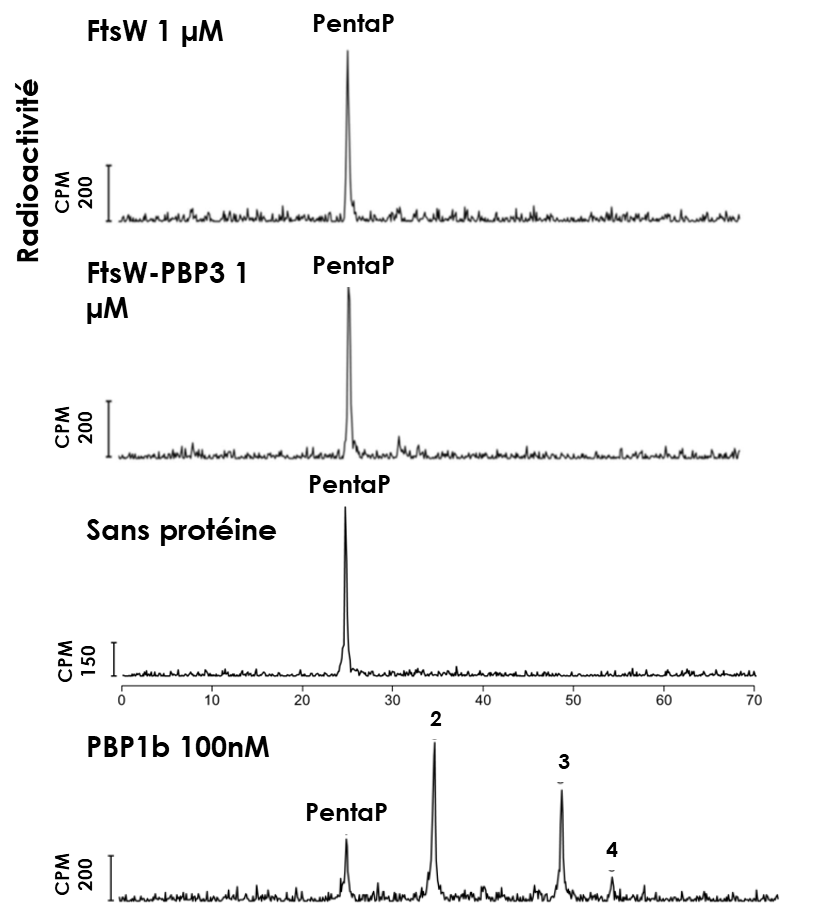 FtsW 1 µM
PentaP
Radioactivité
CPM
200
FtsW-PBP3 1
µM
PentaP
CPM
200
PentaP
Sans protéine
CPM
150
0 10 20 30 40 50 60 70
2
PBP1b 100nM
3
PentaP
4
CPM
200